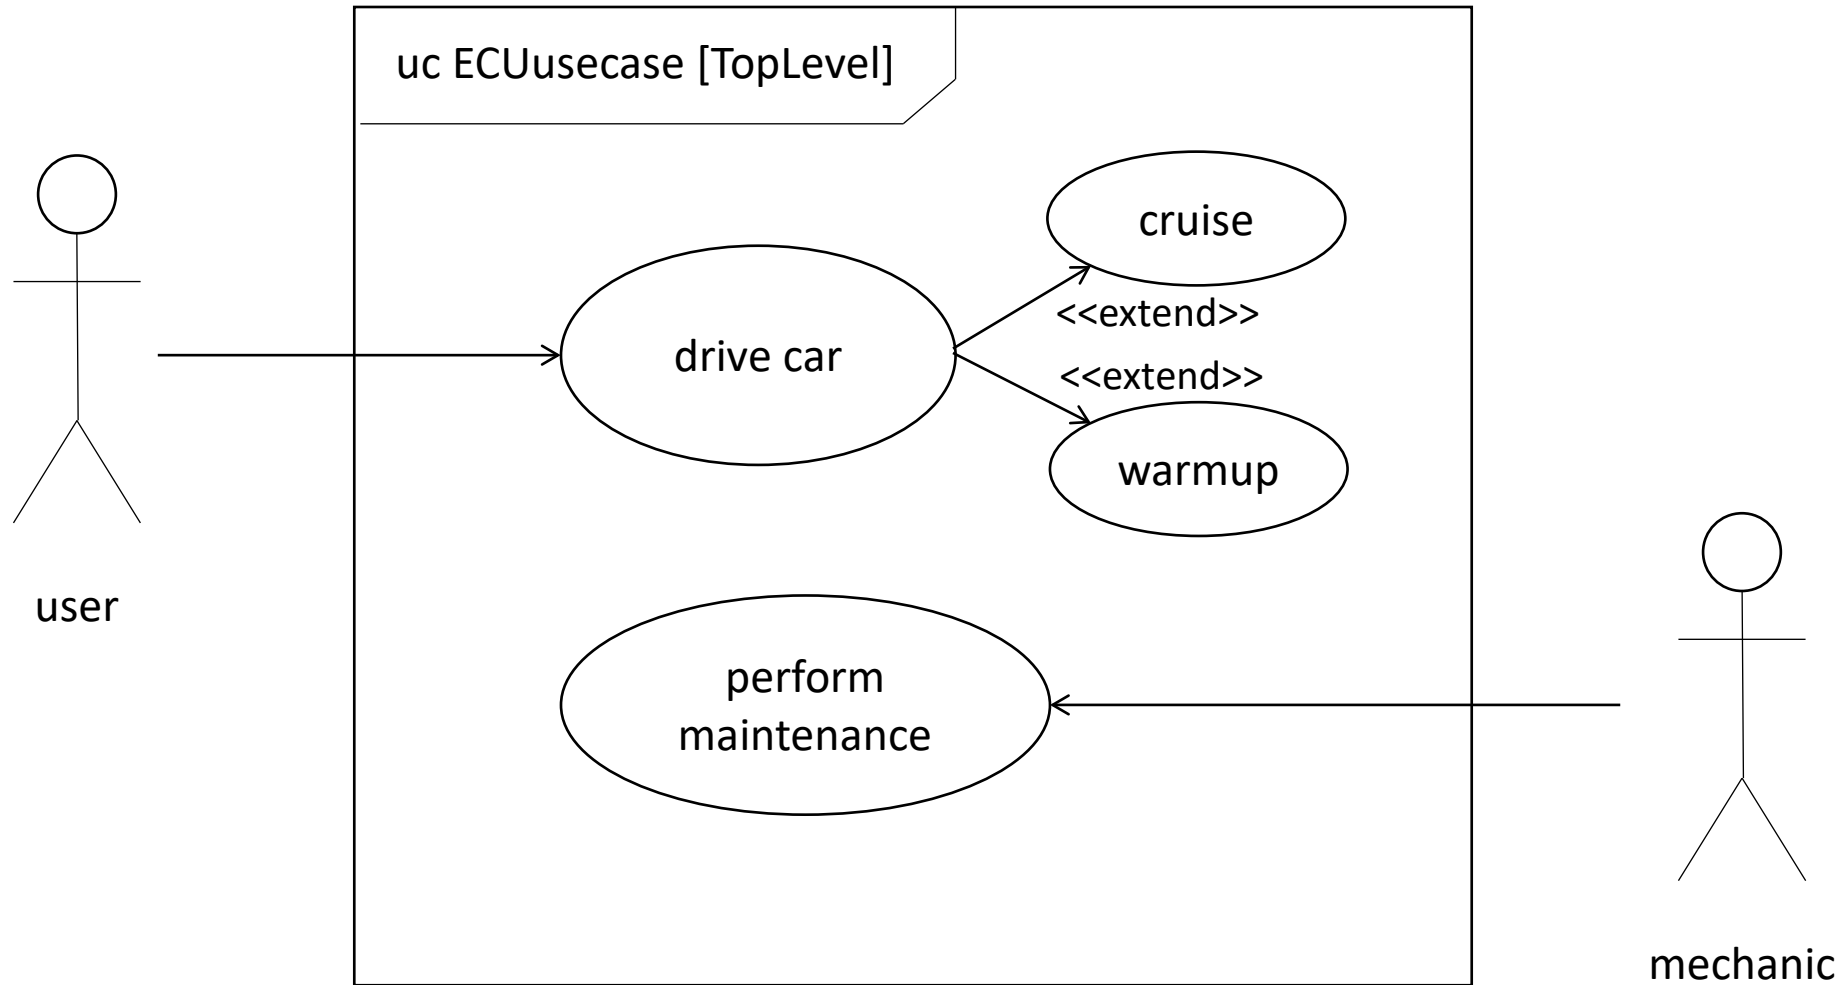 uc ECUusecase [TopLevel]
cruise
<<extend>>
drive car
<<extend>>
warmup
user
perform
maintenance
mechanic